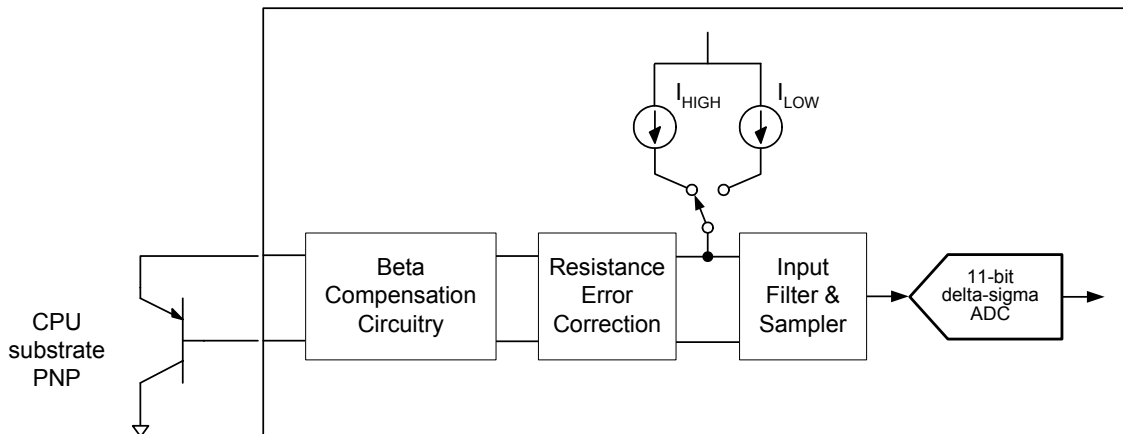 I_HIGH
I_LOW
Beta
Compensation
Circuitry
Resistance
Error
Correction
Input
Filter &
Sampler
11-bit
delta-sigma
ADC
CPU
substrate
PNP